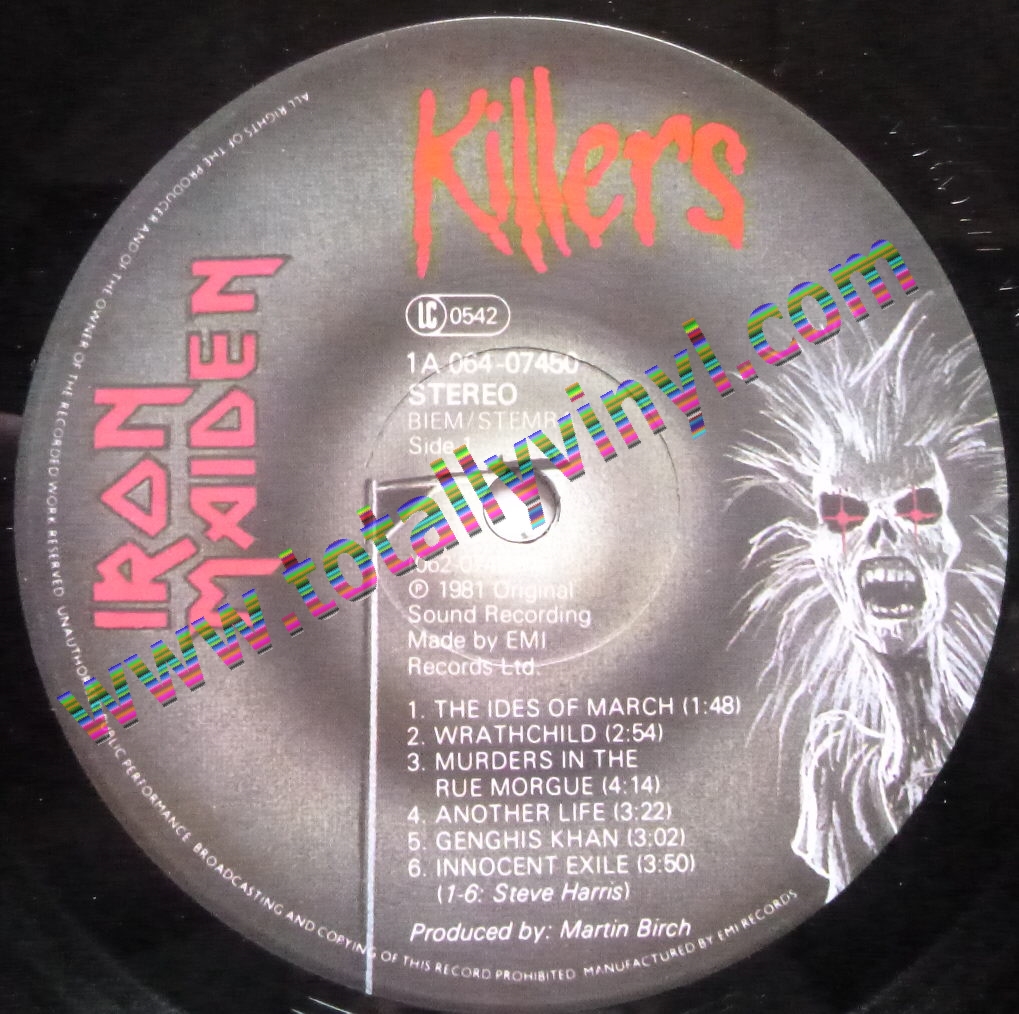 Killers
IRON
MAIDEN
LC 0542
1A 064-07450
STEREO
BIEM/STEMRA
Side 1
℗ 1981 Original
Sound Recording
Made by EMI
Records Ltd.
1. THE IDES OF MARCH (1:48)
2. WRATHCHILD (2:54)
3. MURDERS IN THE
RUE MORGUE (4:14)
4. ANOTHER LIFE (3:22)
5. GENGHIS KHAN (3:02)
6. INNOCENT EXILE (3:50)
(1-6: Steve Harris)
Produced by: Martin Birch
ALL RIGHTS OF THE PRODUCER AND OF THE OWNER OF THE RECORDED WORK RESERVED UNAUTHORI PUBLIC PERFORMANCE BROADCASTING AND COPYING OF THIS RECORD PROHIBITED MANUFACTURED BY EMI RECORDS
www.totallyvinyl.com